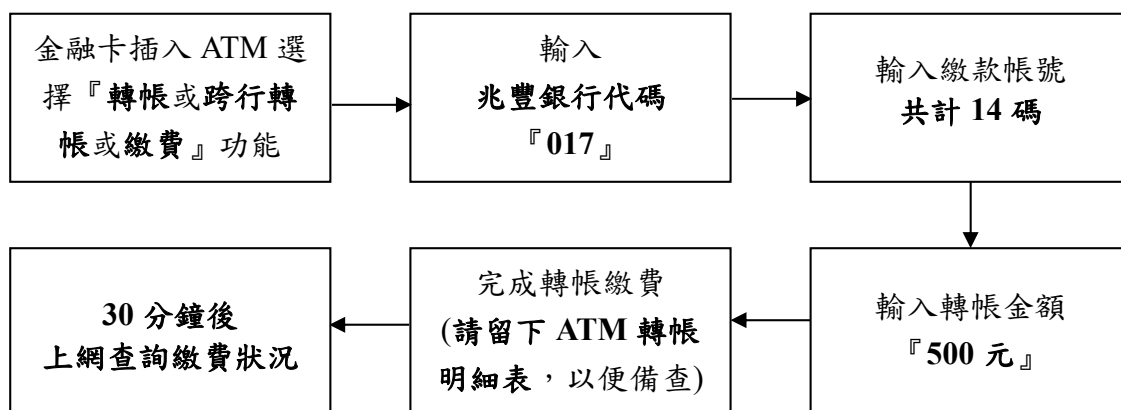 金融卡插入 ATM 選
擇『轉帳或跨行轉
帳或繳費』功能
輸入
兆豐銀行代碼
『017』
輸入繳款帳號
共計 14 碼
輸入轉帳金額
『500 元』
完成轉帳繳費
(請留下 ATM 轉帳
明細表，以便備查)
30 分鐘後
上網查詢繳費狀況